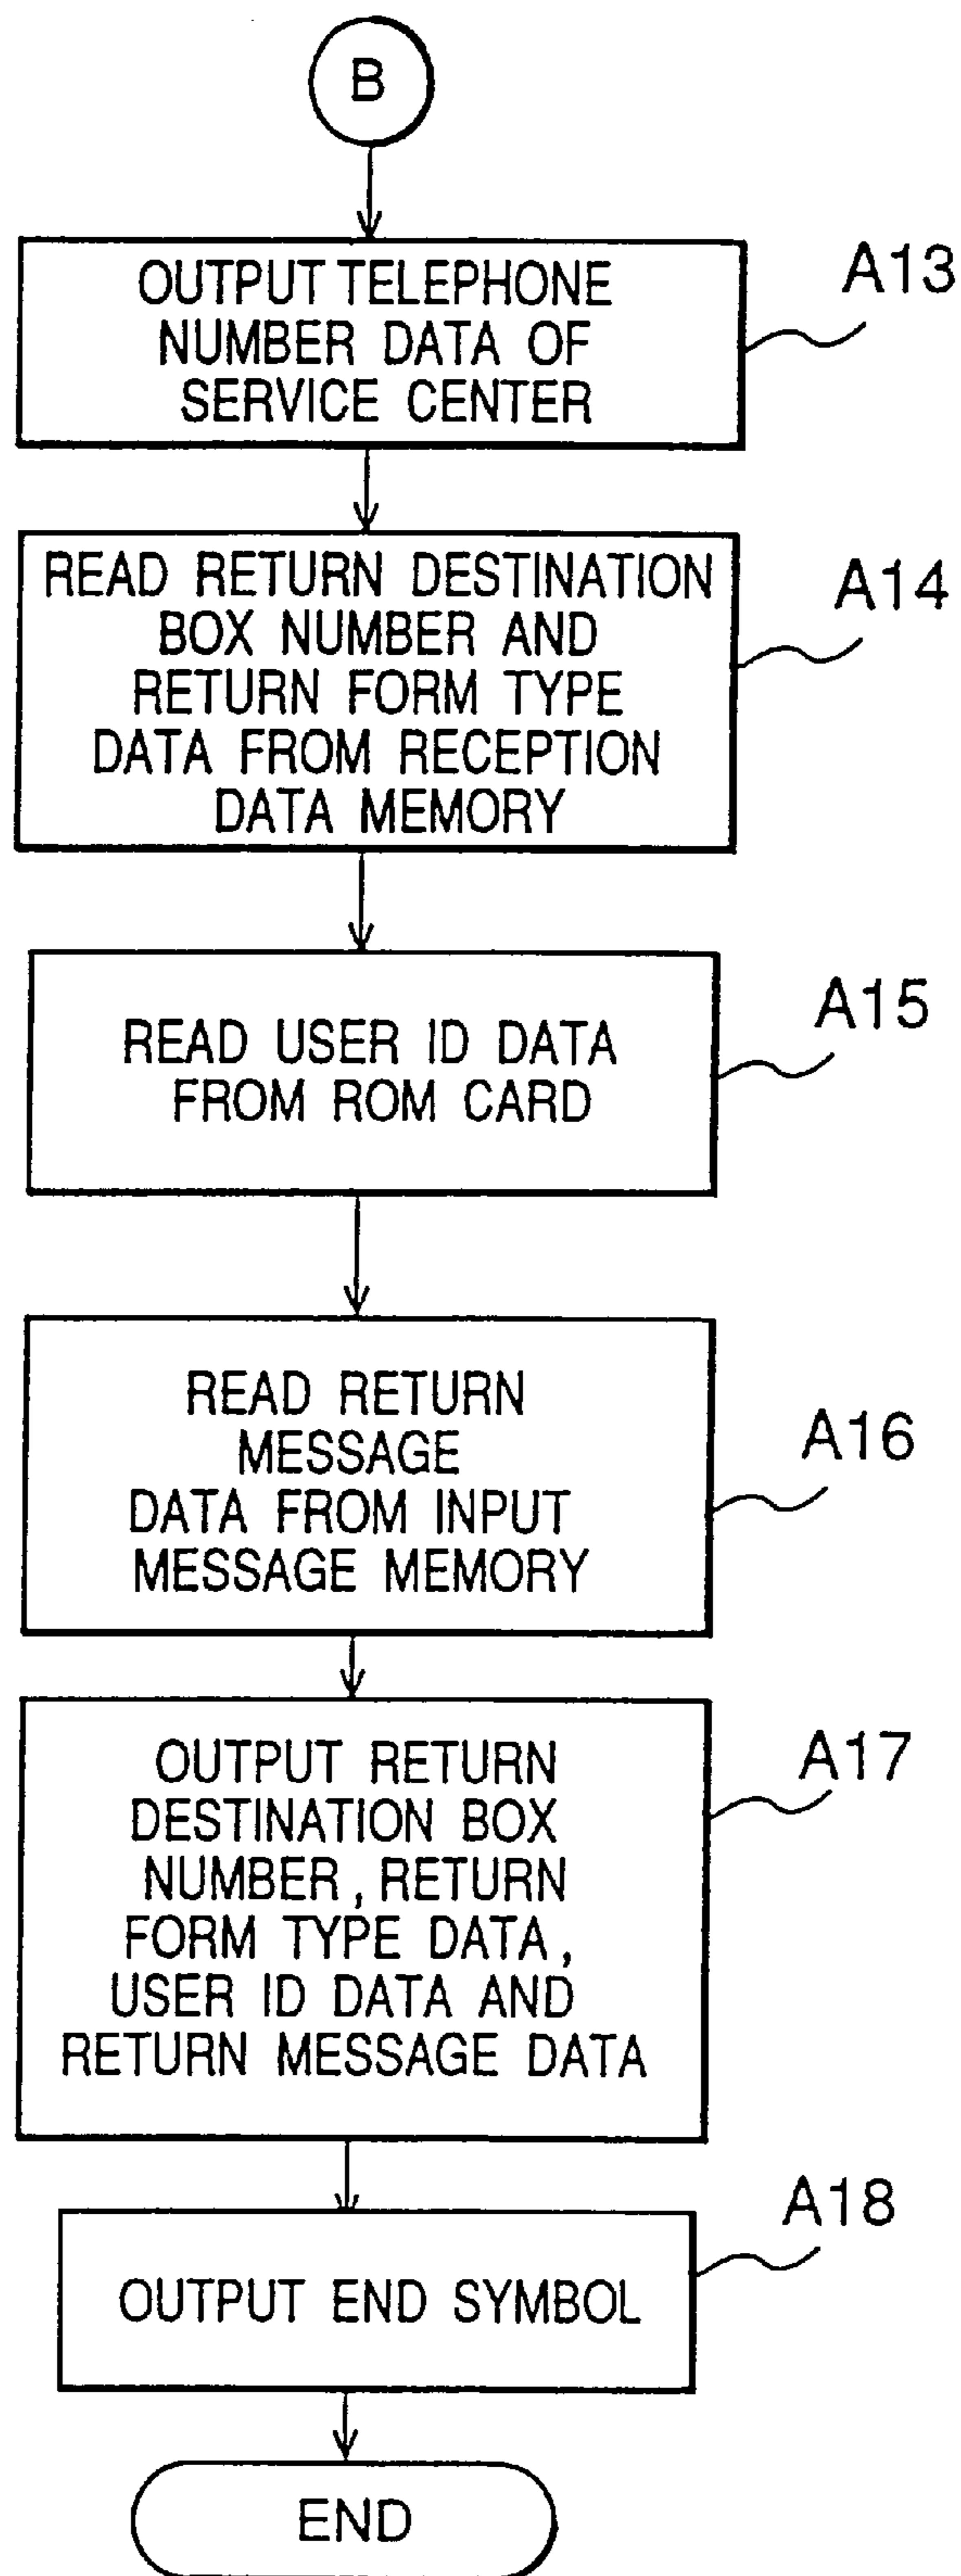 B
OUTPUT TELEPHONE
NUMBER DATA OF
SERVICE CENTER
A13
READ RETURN DESTINATION
BOX NUMBER AND
RETURN FORM TYPE
DATA FROM RECEPTION
DATA MEMORY
A14
READ USER ID DATA
FROM ROM CARD
A15
READ RETURN
MESSAGE
DATA FROM INPUT
MESSAGE MEMORY
A16
OUTPUT RETURN
DESTINATION BOX
NUMBER, RETURN
FORM TYPE DATA,
USER ID DATA AND
RETURN MESSAGE DATA
A17
OUTPUT END SYMBOL
A18
END